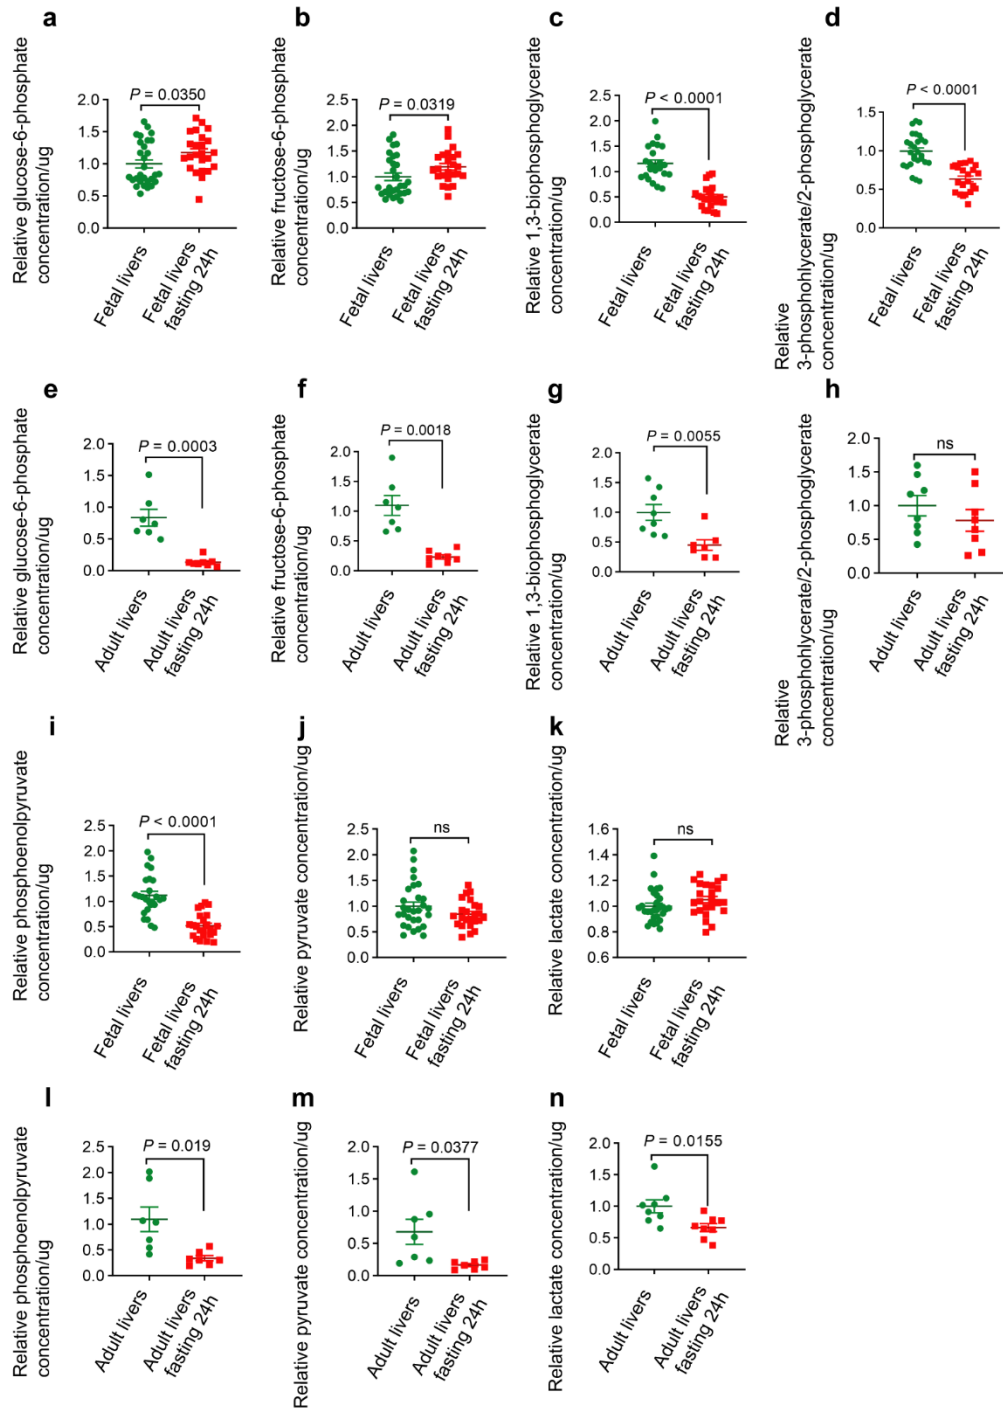 a
Relative glucose-6-phosphate
concentration/ug
P = 0.0350
2.0
1.5
1.0
0.5
0.0
Fetal livers
Fetal livers
fasting 24h
b
Relative fructose-6-phosphate
concentration/ug
P = 0.0319
2.5
2.0
1.5
1.0
0.5
0.0
Fetal livers
Fetal livers
fasting 24h
c
Relative 1,3-biophosphoglycerate
concentration/ug
P < 0.0001
2.5
2.0
1.5
1.0
0.5
0.0
Fetal livers
Fetal livers
fasting 24h
d
Relative
3-phosphohlycerate/2-phosphoglycerate
concentration/ug
P < 0.0001
1.5
1.0
0.5
0.0
Fetal livers
Fetal livers
fasting 24h
e
Relative glucose-6-phosphate
concentration/ug
P = 0.0003
2.0
1.5
1.0
0.5
0.0
Adult livers
Adult livers
fasting 24h
f
Relative fructose-6-phosphate
concentration/ug
P = 0.0018
2.0
1.5
1.0
0.5
0.0
Adult livers
Adult livers
fasting 24h
g
Relative 1,3-biophosphoglycerate
concentration/ug
P = 0.0055
2.0
1.5
1.0
0.5
0.0
Adult livers
Adult livers
fasting 24h
h
Relative
3-phosphohlycerate/2-phosphoglycerate
concentration/ug
ns
2.0
1.5
1.0
0.5
0.0
Adult livers
Adult livers
fasting 24h
i
Relative phosphoenolpyruvate
concentration/ug
P < 0.0001
2.5
2.0
1.5
1.0
0.5
0.0
Fetal livers
Fetal livers
fasting 24h
j
Relative pyruvate concentration/ug
ns
2.5
2.0
1.5
1.0
0.5
0.0
Fetal livers
Fetal livers
fasting 24h
k
Relative lactate concentration/ug
ns
1.6
1.4
1.2
1.0
0.8
0.6
Fetal livers
Fetal livers
fasting 24h
l
Relative phosphoenolpyruvate
concentration/ug
P = 0.019
2.5
2.0
1.5
1.0
0.5
0.0
Adult livers
Adult livers
fasting 24h
m
Relative pyruvate concentration/ug
P = 0.0377
2.0
1.5
1.0
0.5
0.0
Adult livers
Adult livers
fasting 24h
n
Relative lactate concentration/ug
P = 0.0155
2.0
1.5
1.0
0.5
0.0
Adult livers
Adult livers
fasting 24h